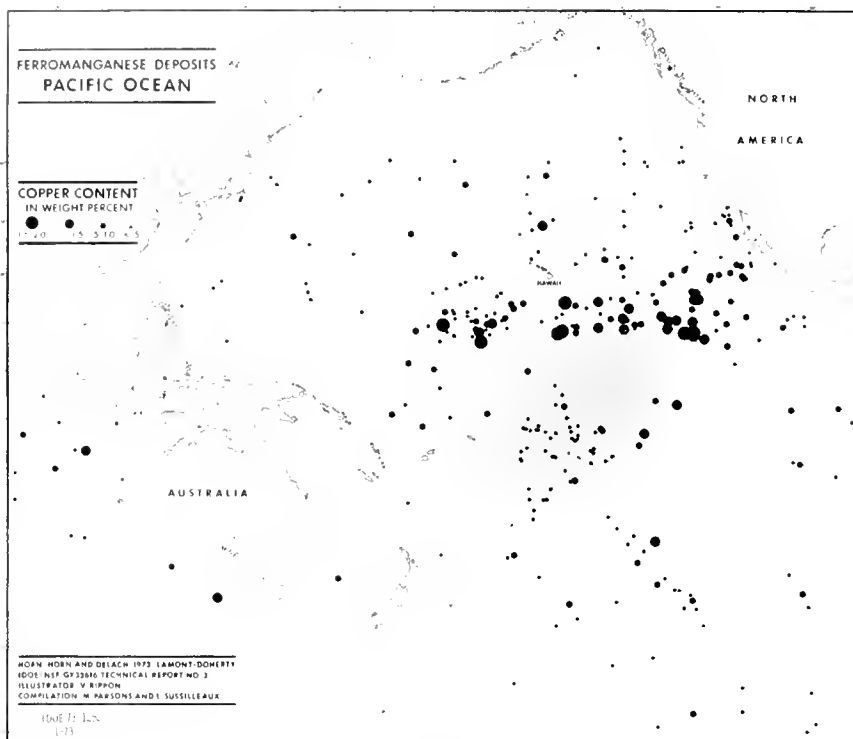 FERROMANGANESE DEPOSITS
PACIFIC OCEAN
NORTH
AMERICA
COPPER CONTENT
IN WEIGHT PERCENT
HAWAII
AUSTRALIA
HORN HORN AND DELACH 1972 LAMONT-DOHERTY
IDOE/NSF GX33616 TECHNICAL REPORT NO 3
ILLUSTRATOR V RIPPON
COMPILATION M PARSONS AND L SUSSILLEAUX